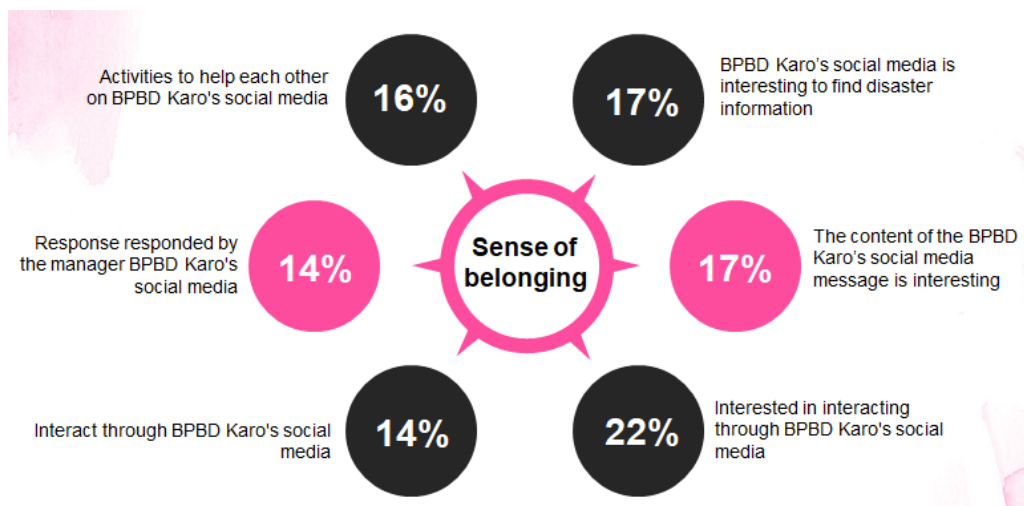 Activities to help each other
on BPBD Karo's social media
16%
17%
BPBD Karo's social media is
interesting to find disaster
information
Response responded by
the manager BPBD Karo's
social media
14%
Sense of
belonging
17%
The content of the BPBD
Karo's social media
message is interesting
Interact through BPBD Karo's social
media
14%
22%
Interested in interacting
through BPBD Karo's social
media